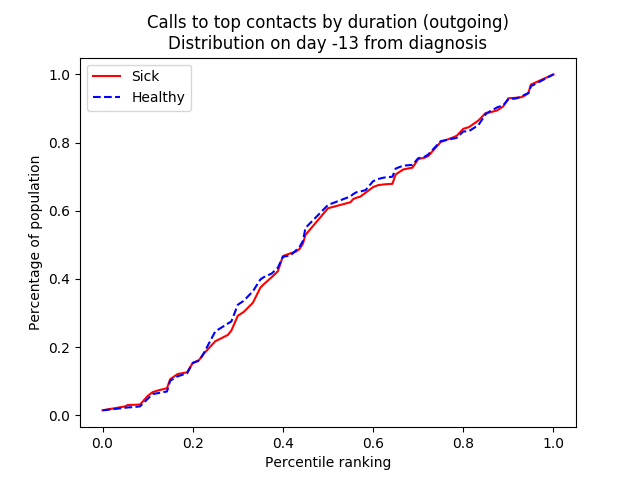 Calls to top contacts by duration (outgoing)
Distribution on day -13 from diagnosis
Sick
Healthy
1.0
0.8
0.6
0.4
0.2
0.0
Percentage of population
0.0 0.2 0.4 0.6 0.8 1.0
Percentile ranking